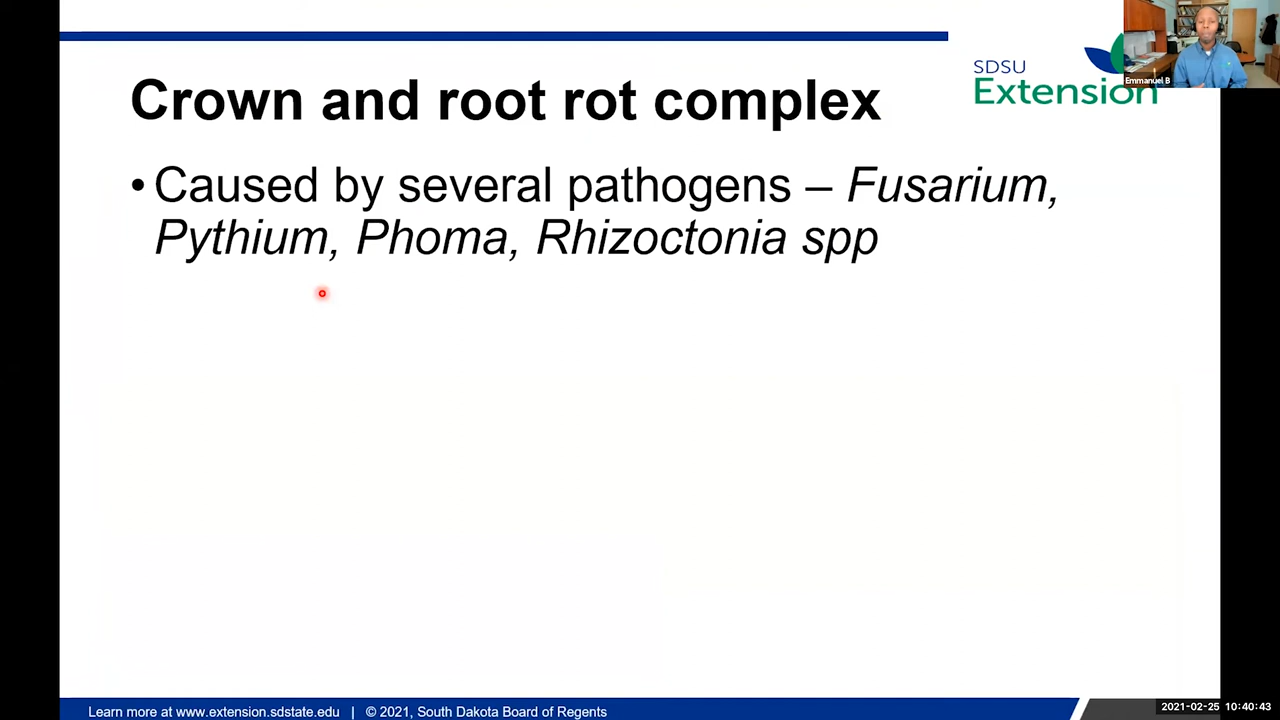 Emmanuel B
SDSU
Extension
Crown and root rot complex
• Caused by several pathogens – Fusarium,
Pythium, Phoma, Rhizoctonia spp
Learn more at www.extension.sdstate.edu | © 2021, South Dakota Board of Regents
2021-02-25 10:40:43